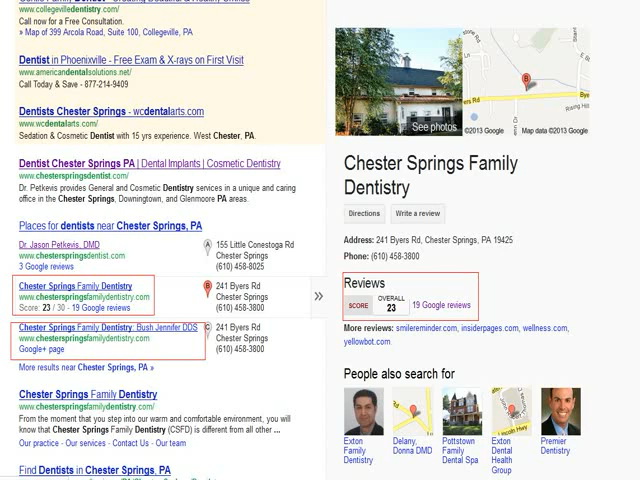 www.collegevilledentistry.com/
Call now for a Free Consultation.
» Map of 399 Arcola Road, Suite 100, Collegeville, PA
Dentist in Phoenixville - Free Exam & X-rays on First Visit
www.americandentalsolutions.net/
Call Today & Save - 877-214-9409
Dentists Chester Springs - wcdentalarts.com
www.wcdentalarts.com/
Sedation & Cosmetic Dentist with 15 yrs experience. West Chester, PA.
Dentist Chester Springs PA | Dental Implants | Cosmetic Dentistry
www.chesterspringsdentist.com/
Dr. Petkevis provides General and Cosmetic Dentistry services in a unique and caring
office in the Chester Springs, Downingtown, and Glenmoore PA areas.
Places for dentists near Chester Springs, PA
Dr. Jason Petkevis, DMD
www.chesterspringsdentist.com
3 Google reviews
A
155 Little Conestoga Rd
Chester Springs
(610) 458-8025
Chester Springs Family Dentistry
www.chesterspringsfamilydentistry.com
Score: 23 / 30 - 19 Google reviews
B
241 Byers Rd
Chester Springs
(610) 458-3800
»
Chester Springs Family Dentistry: Bush Jennifer DDS
www.chesterspringsfamilydentistry.com
Google+ page
C
241 Byers Rd
Chester Springs
(610) 458-3800
More results near Chester Springs, PA »
Chester Springs Family Dentistry
www.chesterspringsfamilydentistry.com/
From the moment that you step into our warm and comfortable environment, you will
know that Chester Springs Family Dentistry (CSFD) is different from all other ...
Our practice - Our services - Contact Us - Our team
Find Dentists in Chester Springs, PA
See photos
B
©2013 Google
Map data ©2013 Google
Chester Springs Family
Dentistry
Directions
Write a review
Address: 241 Byers Rd, Chester Springs, PA 19425
Phone: (610) 458-3800
Reviews
SCORE
OVERALL
23
19 Google reviews
More reviews: smilereminder.com, insiderpages.com, wellness.com,
yellowbot.com
People also search for
Exton
Family
Dentistry
Delany,
Donna DMD
Pottstown
Family
Dental Spa
Exton
Dental
Health
Group
Premier
Dentistry